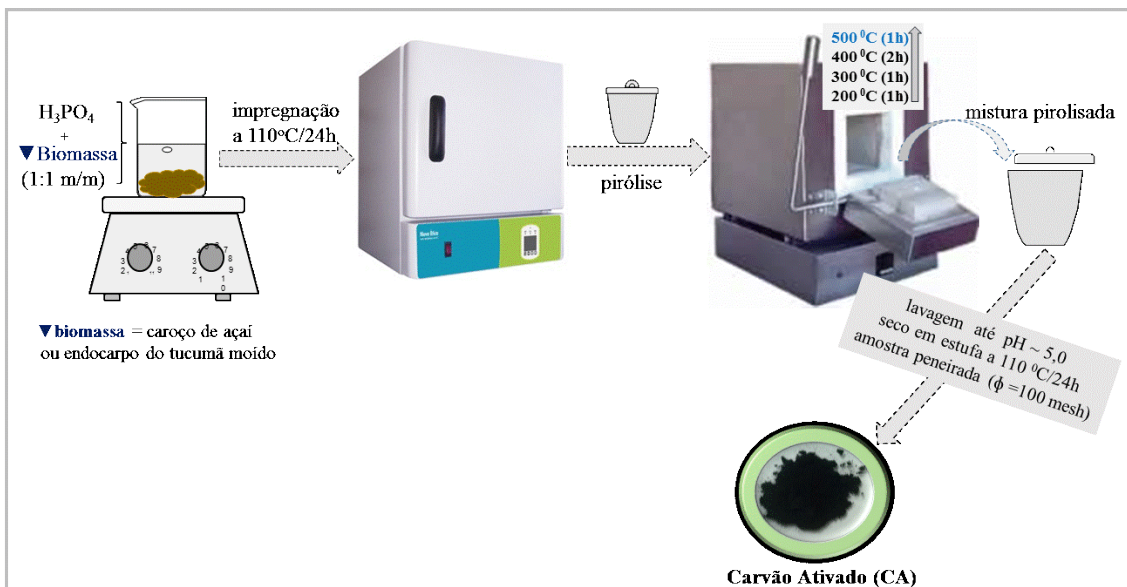 H₃PO₄
+
▼Biomassa
(1:1 m/m)
impregnação
a 110ºC/24h
pirólise
500 ⁰C (1h)
400 ⁰C (2h)
300 ⁰C (1h)
200 ⁰C (1h)
mistura pirolisada
▼biomassa = caroço de açaí
ou endocarpo do tucumã moído
lavagem até pH ~ 5,0
seco em estufa a 110 ⁰C/24h
amostra peneirada (ϕ =100 mesh)
Carvão Ativado (CA)